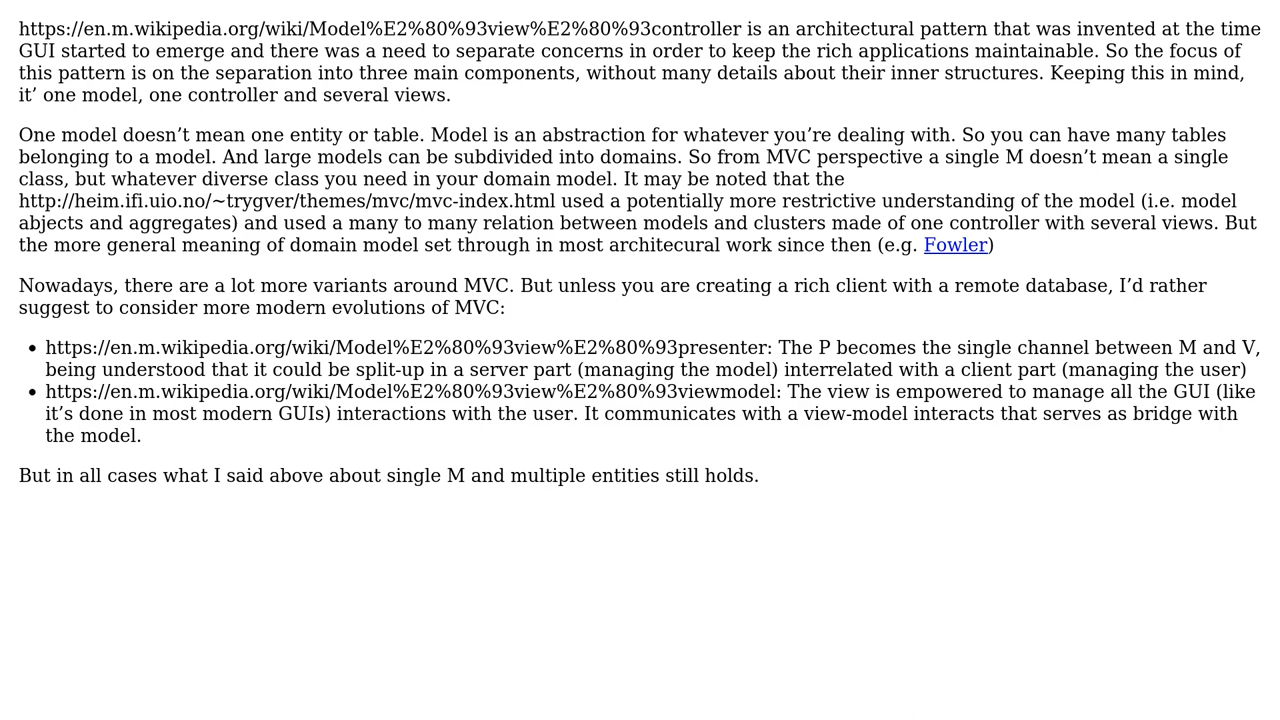 https://en.m.wikipedia.org/wiki/Model%E2%80%93view%E2%80%93controller is an architectural pattern that was invented at the time
GUI started to emerge and there was a need to separate concerns in order to keep the rich applications maintainable. So the focus of
this pattern is on the separation into three main components, without many details about their inner structures. Keeping this in mind,
it’ one model, one controller and several views.
One model doesn’t mean one entity or table. Model is an abstraction for whatever you’re dealing with. So you can have many tables
belonging to a model. And large models can be subdivided into domains. So from MVC perspective a single M doesn’t mean a single
class, but whatever diverse class you need in your domain model. It may be noted that the
http://heim.ifi.uio.no/~trygver/themes/mvc/mvc-index.html used a potentially more restrictive understanding of the model (i.e. model
abjects and aggregates) and used a many to many relation between models and clusters made of one controller with several views. But
the more general meaning of domain model set through in most architecural work since then (e.g. Fowler)
Nowadays, there are a lot more variants around MVC. But unless you are creating a rich client with a remote database, I’d rather
suggest to consider more modern evolutions of MVC:
• https://en.m.wikipedia.org/wiki/Model%E2%80%93view%E2%80%93presenter: The P becomes the single channel between M and V,
being understood that it could be split-up in a server part (managing the model) interrelated with a client part (managing the user)
• https://en.m.wikipedia.org/wiki/Model%E2%80%93view%E2%80%93viewmodel: The view is empowered to manage all the GUI (like
it’s done in most modern GUIs) interactions with the user. It communicates with a view-model interacts that serves as bridge with
the model.
But in all cases what I said above about single M and multiple entities still holds.